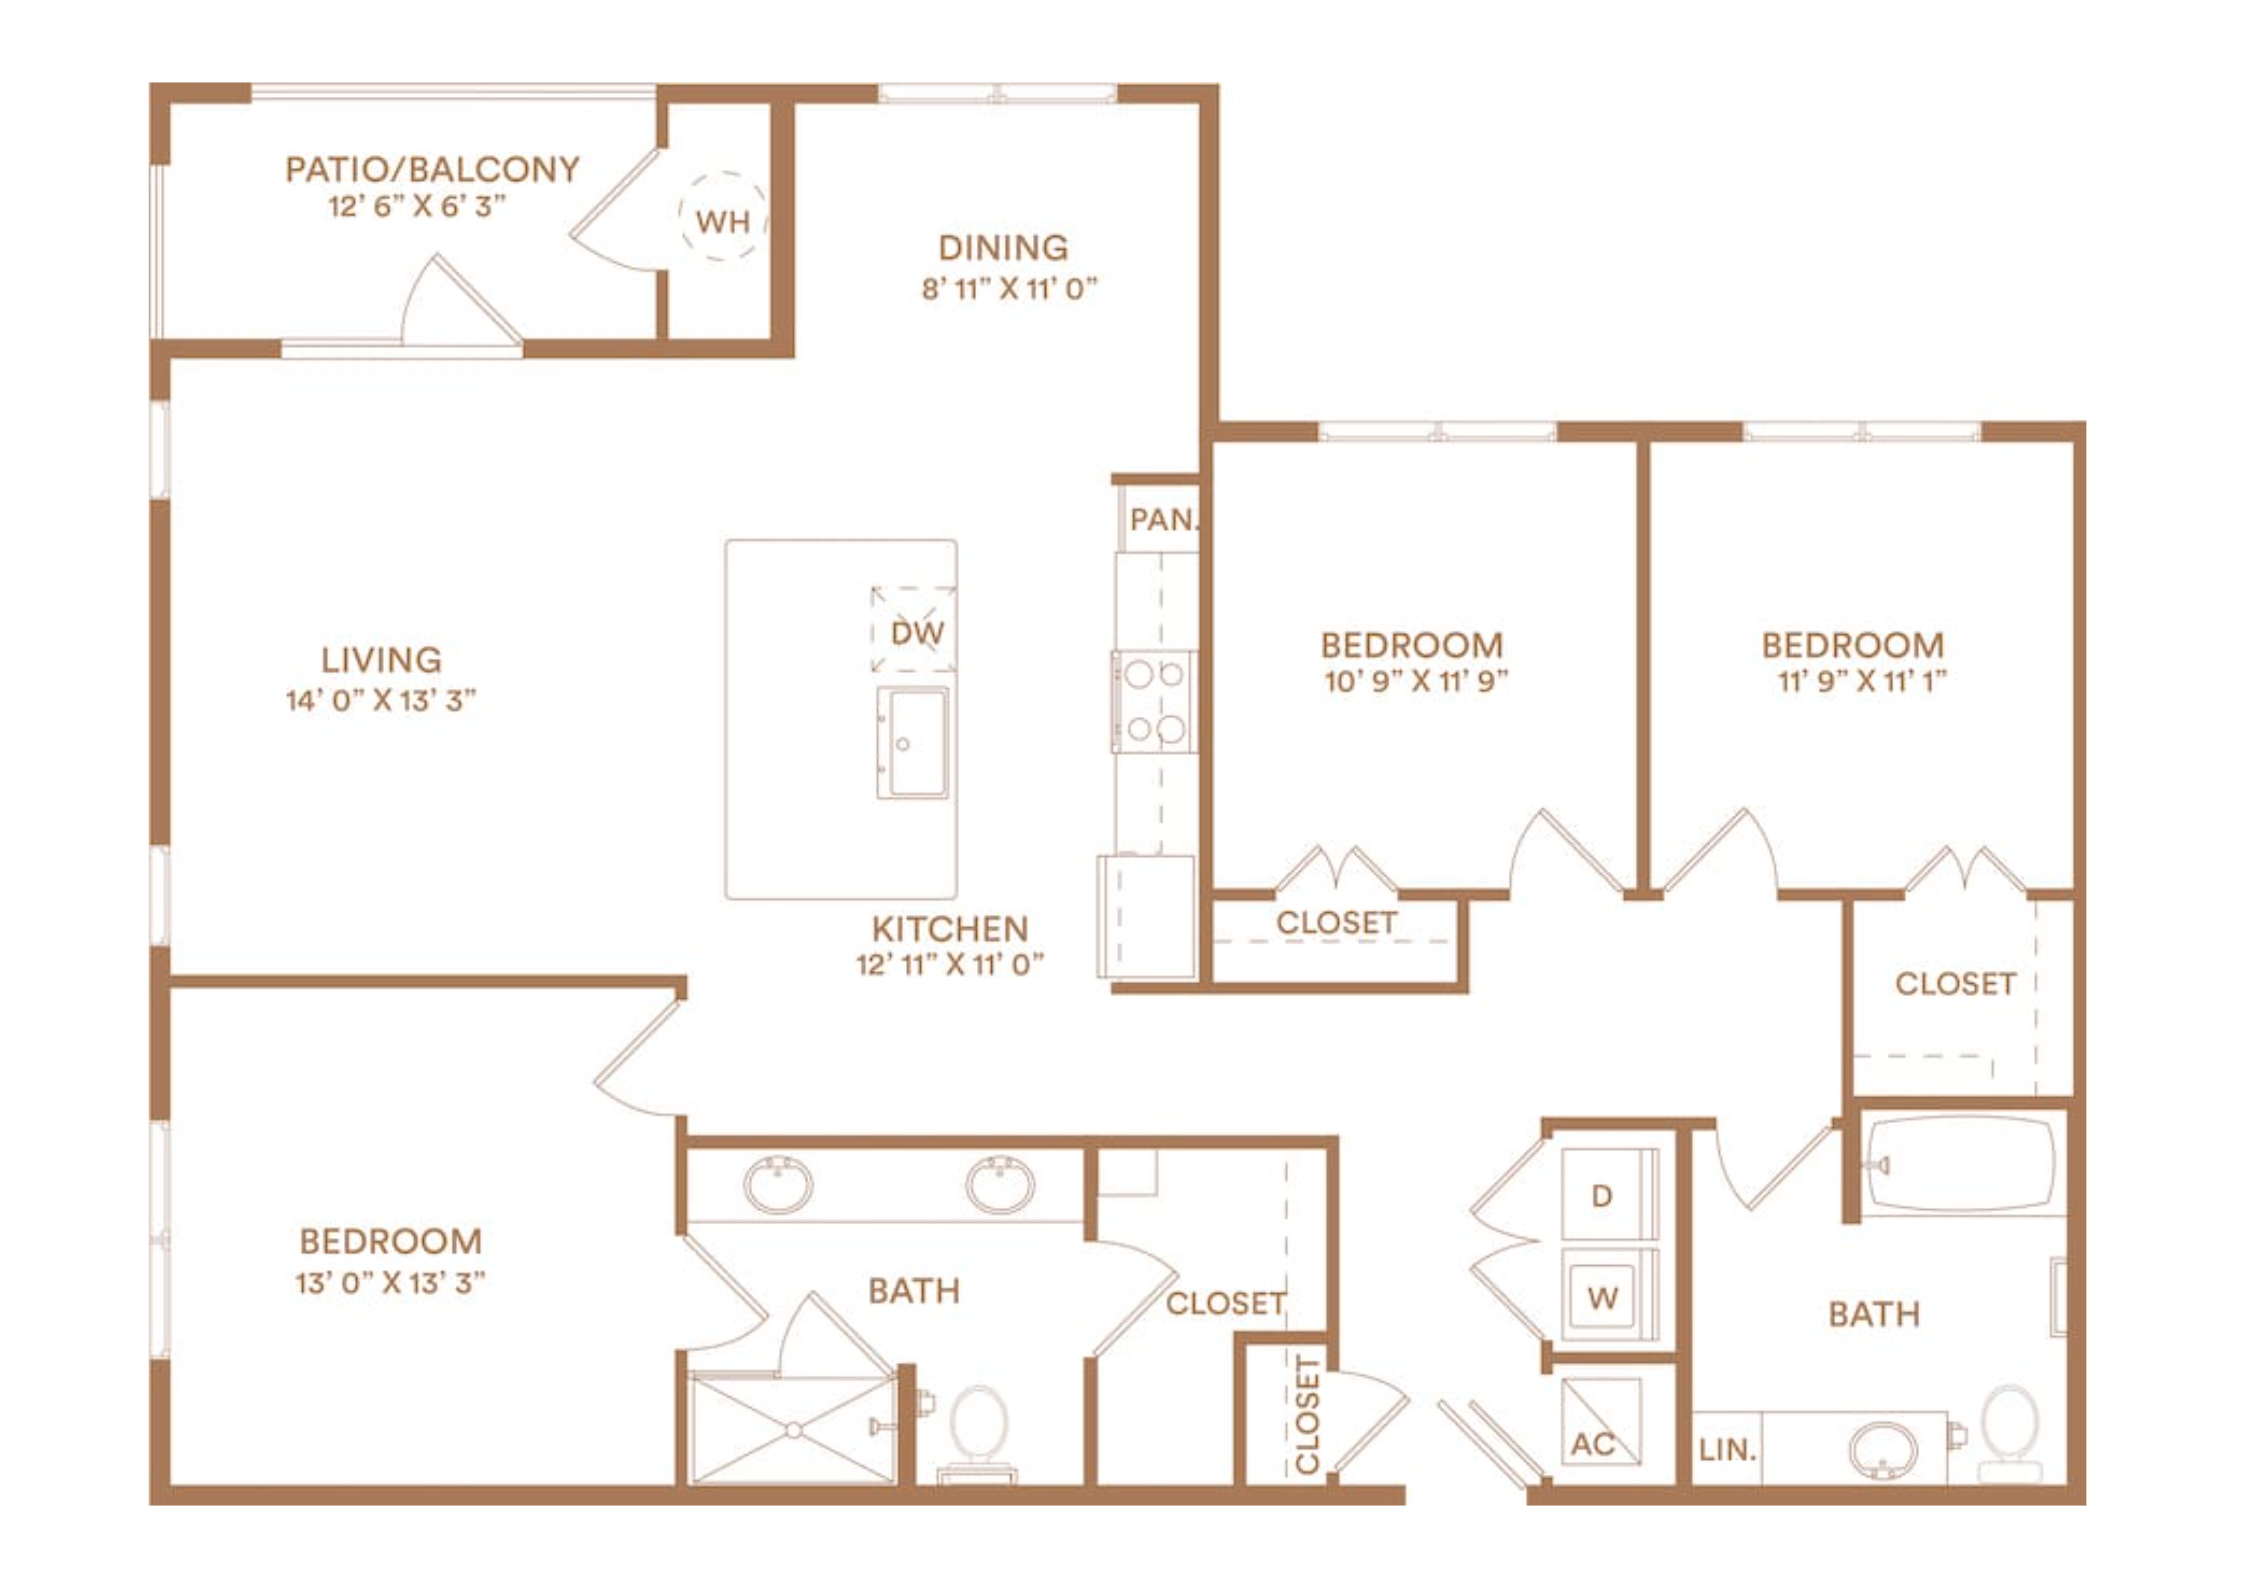 PATIO/BALCONY
12’ 6” X 6’ 3”
WH
DINING
8’ 11” X 11’ 0”
PAN.
DW
LIVING
14’ 0” X 13’ 3”
BEDROOM
10’ 9” X 11’ 9”
BEDROOM
11’ 9” X 11’ 1”
KITCHEN
12’ 11” X 11’ 0”
CLOSET
CLOSET
BEDROOM
13’ 0” X 13’ 3”
BATH
CLOSET
CLOSET
D
W
AC
BATH
LIN.